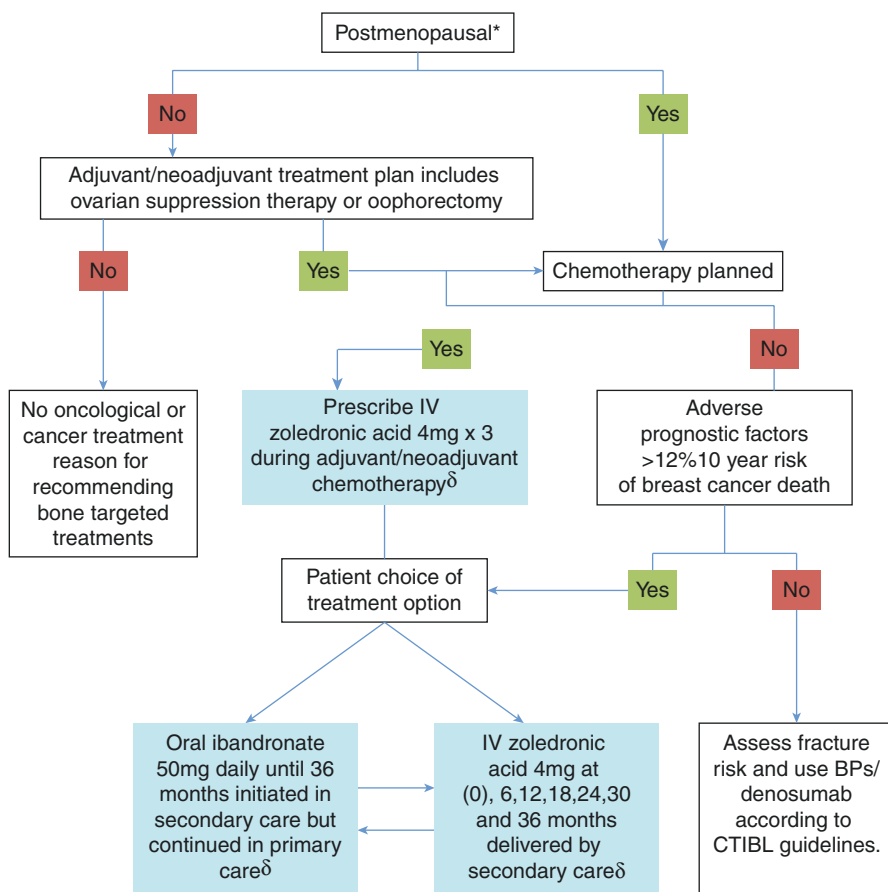 Postmenopausal*
No
Yes
Adjuvant/neoadjuvant treatment plan includes
ovarian suppression therapy or oophorectomy
No
Yes
Chemotherapy planned
Yes
No
No oncological or
cancer treatment
reason for
recommending
bone targeted
treatments
Prescribe IV
zoledronic acid 4mg x 3
during adjuvant/neoadjuvant
chemotherapyδ
Adverse
prognostic factors
>12%10 year risk
of breast cancer death
Patient choice of
treatment option
Yes
No
Oral ibandronate
50mg daily until 36
months initiated in
secondary care but
continued in primary
careδ
IV zoledronic
acid 4mg at
(0), 6,12,18,24,30
and 36 months
delivered by
secondary careδ
Assess fracture
risk and use BPs/
denosumab
according to
CTIBL guidelines.